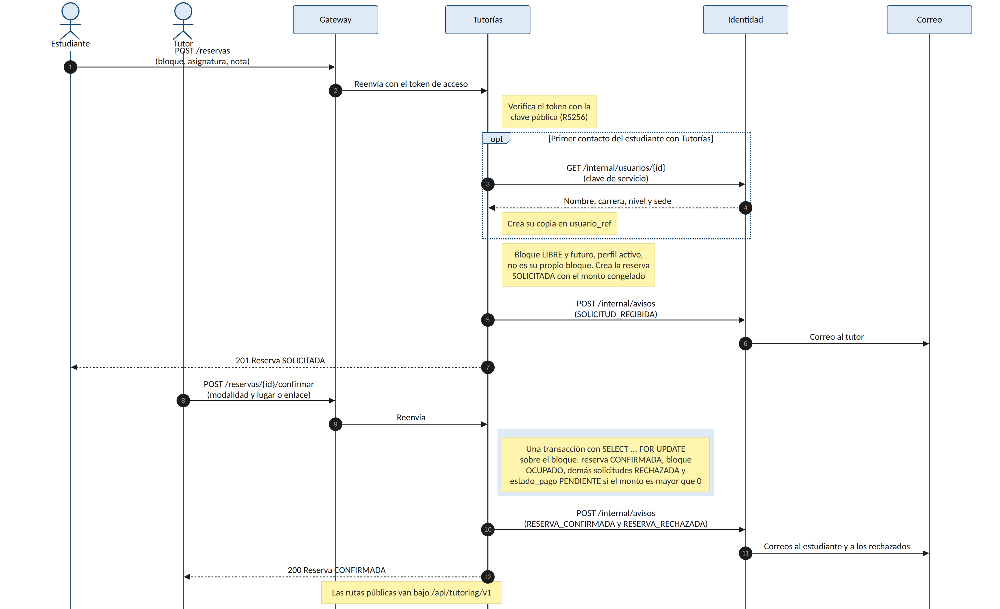 Estudiante
Tutor
Gateway
Tutorías
Identidad
Correo
POST /reservas
(bloque, asignatura, nota)
1
Reenvía con el token de acceso
2
Verifica el token con la
clave pública (RS256)
opt
[Primer contacto del estudiante con Tutorías]
GET /internal/usuarios/{id}
(clave de servicio)
3
Nombre, carrera, nivel y sede
4
Crea su copia en usuario_ref
Bloque LIBRE y futuro, perfil activo,
no es su propio bloque. Crea la reserva
SOLICITADA con el monto congelado
POST /internal/avisos
(SOLICITUD_RECIBIDA)
5
Correo al tutor
6
201 Reserva SOLICITADA
7
POST /reservas/{id}/confirmar
(modalidad y lugar o enlace)
8
Reenvía
9
Una transacción con SELECT ... FOR UPDATE
sobre el bloque: reserva CONFIRMADA, bloque
OCUPADO, demás solicitudes RECHAZADA y
estado_pago PENDIENTE si el monto es mayor que 0
POST /internal/avisos
(RESERVA_CONFIRMADA y RESERVA_RECHAZADA)
10
Correos al estudiante y a los rechazados
11
200 Reserva CONFIRMADA
12
Las rutas públicas van bajo /api/tutoring/v1